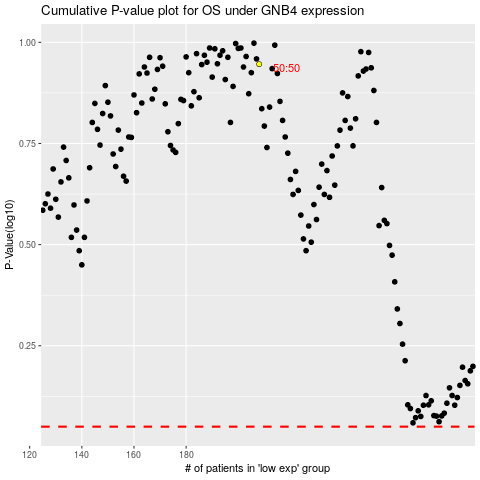 Cumulative P-value plot for OS under GNB4 expression
1.00
50:50
0.75
P-Value(log10)
0.50
0.25
120 140 160 180
# of patients in 'low exp' group